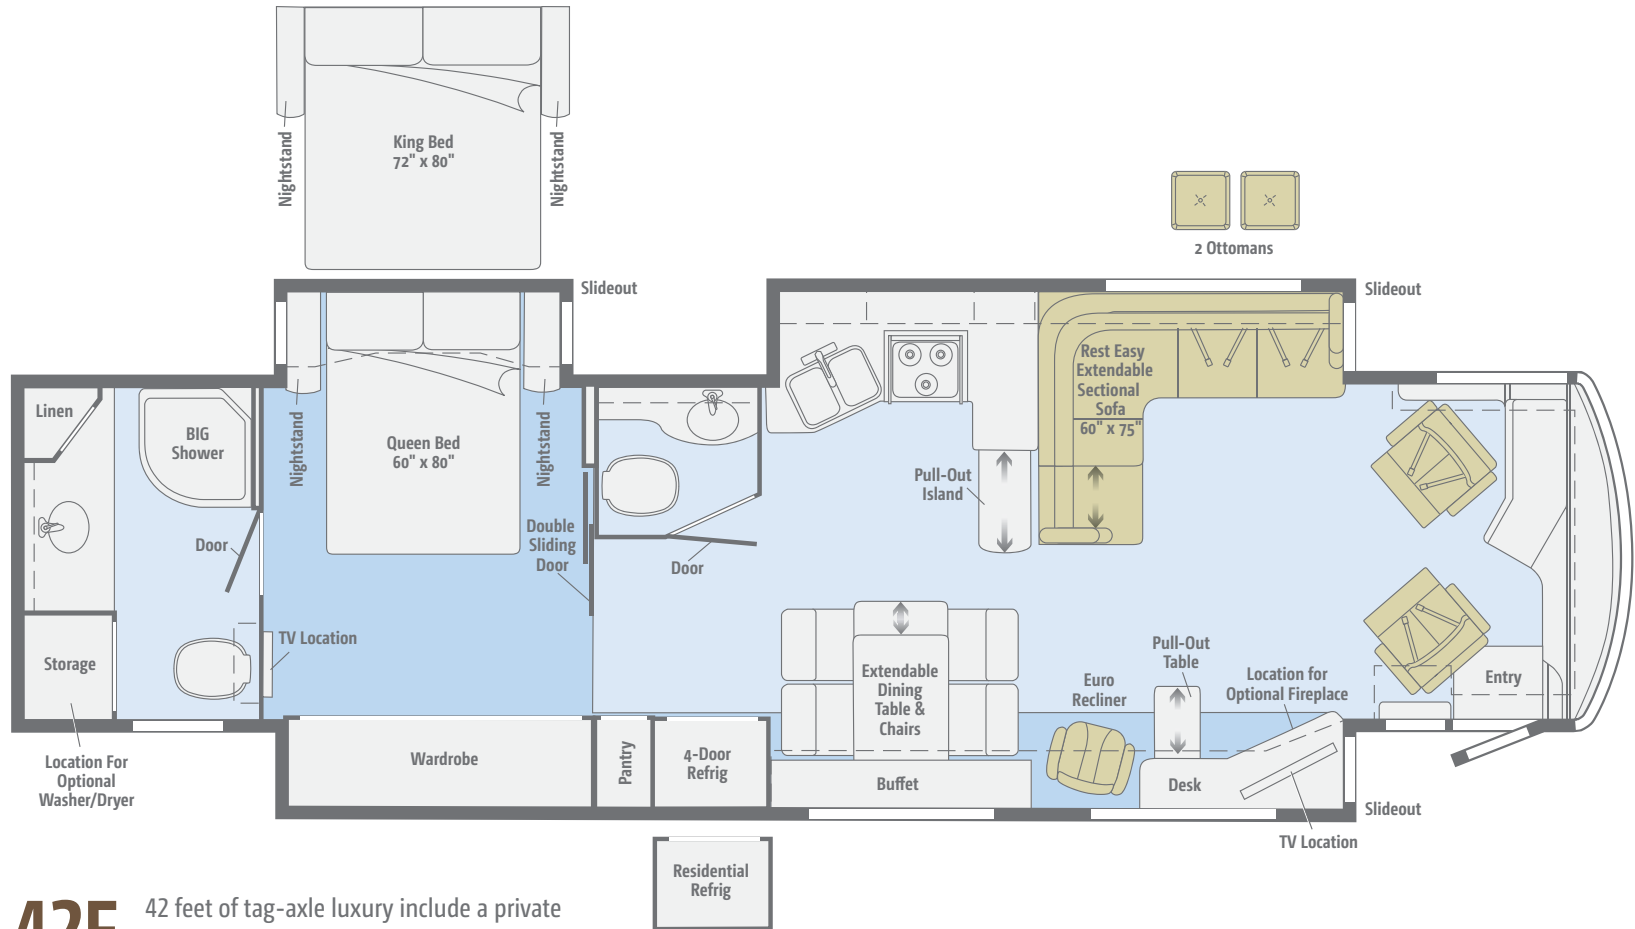 King Bed
72" x 80"
Nightstand
Nightstand
2 Ottomans
Slideout
Slideout
Linen
BIG
Shower
Nightstand
Queen Bed
60" x 80"
Nightstand
Rest Easy
Extendable
Sectional
Sofa
60" x 75"
Pull-Out
Island
Door
Double
Sliding
Door
Door
TV Location
Storage
Extendable
Dining
Table &
Chairs
Euro
Recliner
Pull-Out
Table
Location for
Optional Fireplace
Entry
Location For
Optional
Washer/Dryer
Wardrobe
Pantry
4-Door
Refrig
Buffet
Desk
Slideout
TV Location
Residential
Refrig
42 feet of tag-axle luxury include a private